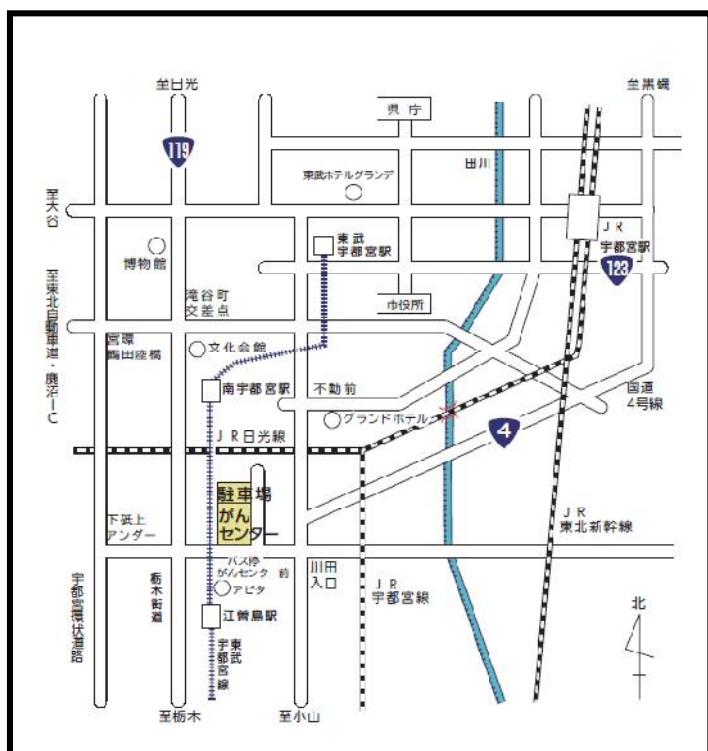 至日光
至黒磯
県庁
119
田川
東武ホテルグランデ
至大谷
東武
宇都宮駅
JR
宇都宮駅
博物館
123
至東北自動車道・鹿沼IC
滝谷町
交差点
市役所
宮環
鶴田陸橋
文化会館
南宇都宮駅
不動前
国道
4号線
グランドホテル
JR日光線
4
駐車場
がん
センター
下砥上
アンダー
JR
東北新幹線
バス停
がんセンタ 前
川田
入口
アピタ
JR
宇都宮線
宇都宮環状道路
栃木街道
江曽島駅
北
東武
宇都宮線
至栃木
至小山